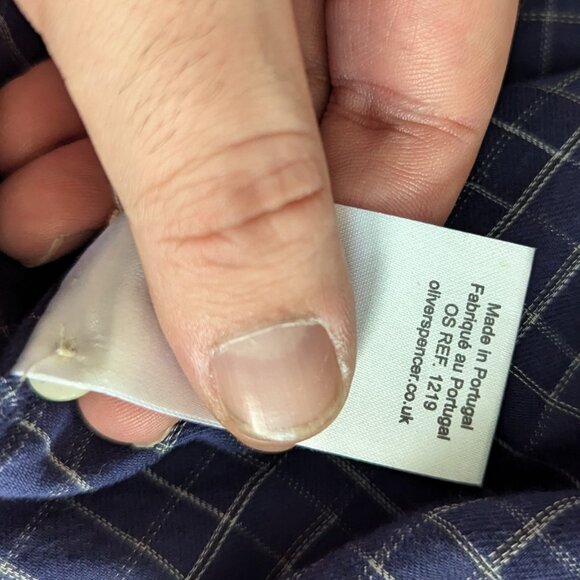 Made in Portugal
Fabriqué au Portugal
OS REF. 1219
oliverspencer.co.uk